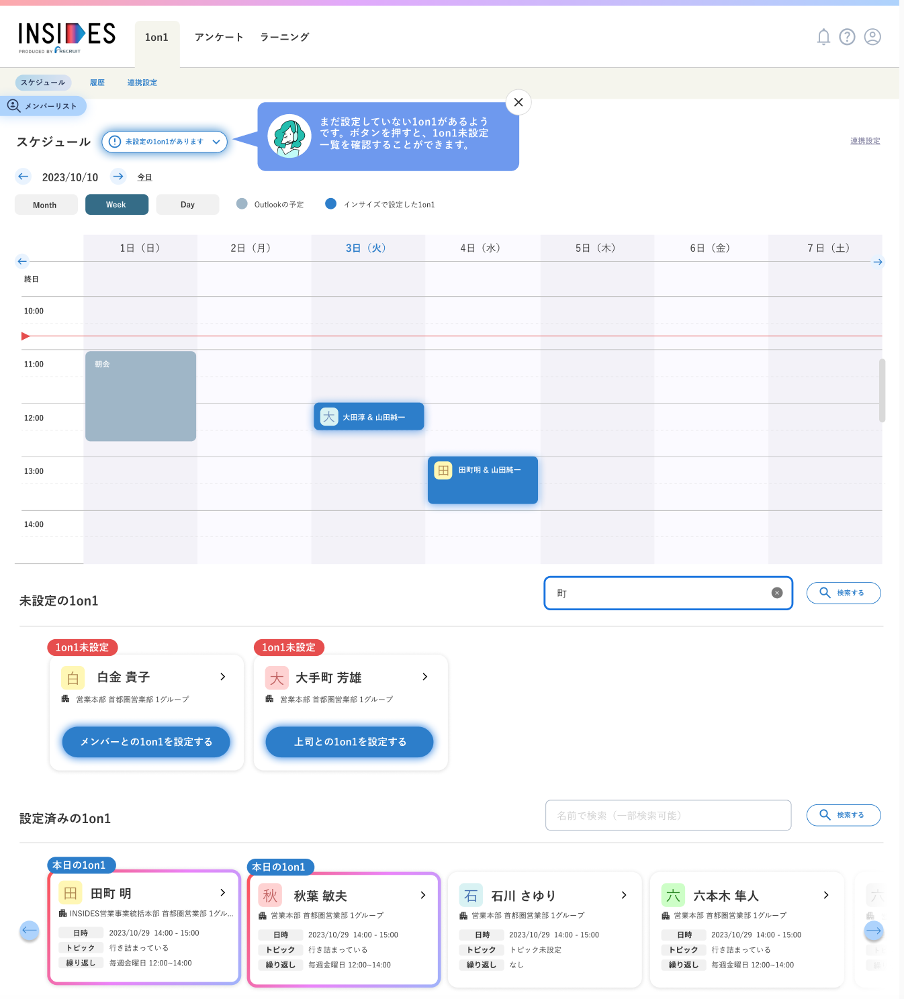 INSIDES
PRODUCED BY RECRUIT
1on1
アンケート
ラーニング
スケジュール
履歴
連携設定
メンバーリスト
まだ設定していない1on1があるよう
です。ボタンを押すと、1on1未設定
一覧を確認することができます。
スケジュール
未設定の1on1があります
連携設定
2023/10/10
今日
Month
Week
Day
Outlookの予定
インサイズで設定した1on1
1日（日）
2日（月）
3日（火）
4日（水）
5日（木）
6日（金）
7日（土）
終日
10:00
11:00
朝会
12:00
大 大田淳 & 山田純一
13:00
田 田町明 & 山田純一
14:00
未設定の1on1
町
検索する
1on1未設定
白 白金 貴子
営業本部 首都圏営業部 1グループ
メンバーとの1on1を設定する
1on1未設定
大 大手町 芳雄
営業本部 首都圏営業部 1グループ
上司との1on1を設定する
設定済みの1on1
名前で検索（一部検索可能）
検索する
本日の1on1
田 田町 明
INSIDES営業事業統括本部 首都圏営業部 1グル...
日時 2023/10/29 14:00 - 15:00
トピック 行き詰まっている
繰り返し 毎週金曜日 12:00~14:00
本日の1on1
秋 秋葉 敏夫
営業本部 首都圏営業部 1グループ
日時 2023/10/29 14:00 - 15:00
トピック 行き詰まっている
繰り返し 毎週金曜日 12:00~14:00
石 石川 さゆり
営業本部 首都圏営業部 1グループ
日時 2023/10/29 14:00 - 15:00
トピック トピック未設定
繰り返し なし
六 六本木 隼人
営業本部 首都圏営業部 1グループ
日時 2023/10/29 14:00 - 15:00
トピック 行き詰まっている
繰り返し 毎週金曜日 12:00~14:00
六